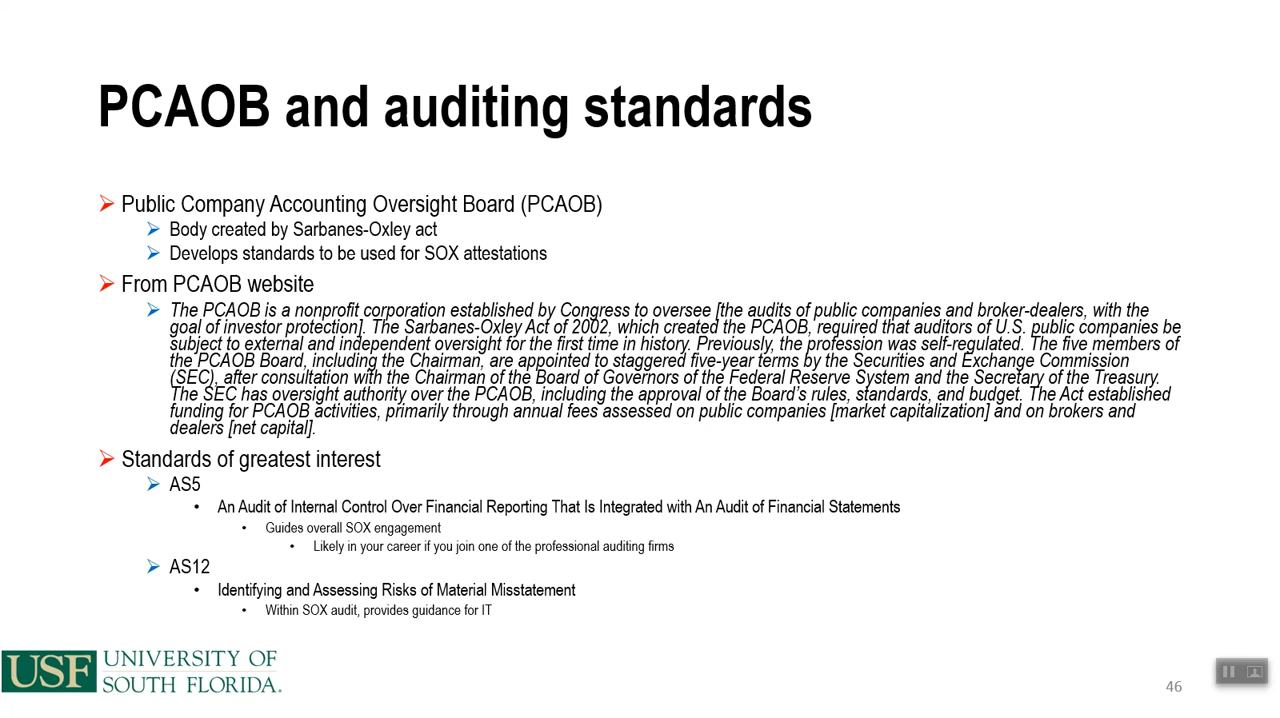 PCAOB and auditing standards
Public Company Accounting Oversight Board (PCAOB)
Body created by Sarbanes-Oxley act
Develops standards to be used for SOX attestations
From PCAOB website
The PCAOB is a nonprofit corporation established by Congress to oversee [the audits of public companies and broker-dealers, with the
goal of investor protection]. The Sarbanes-Oxley Act of 2002, which created the PCAOB, required that auditors of U.S. public companies be
subject to external and independent oversight for the first time in history. Previously, the profession was self-regulated. The five members of
the PCAOB Board, including the Chairman, are appointed to staggered five-year terms by the Securities and Exchange Commission
(SEC), after consultation with the Chairman of the Board of Governors of the Federal Reserve System and the Secretary of the Treasury.
The SEC has oversight authority over the PCAOB, including the approval of the Board's rules, standards, and budget. The Act established
funding for PCAOB activities, primarily through annual fees assessed on public companies [market capitalization] and on brokers and
dealers [net capital].
Standards of greatest interest
AS5
An Audit of Internal Control Over Financial Reporting That Is Integrated with An Audit of Financial Statements
Guides overall SOX engagement
Likely in your career if you join one of the professional auditing firms
AS12
Identifying and Assessing Risks of Material Misstatement
Within SOX audit, provides guidance for IT
USF UNIVERSITY OF
SOUTH FLORIDA.
46